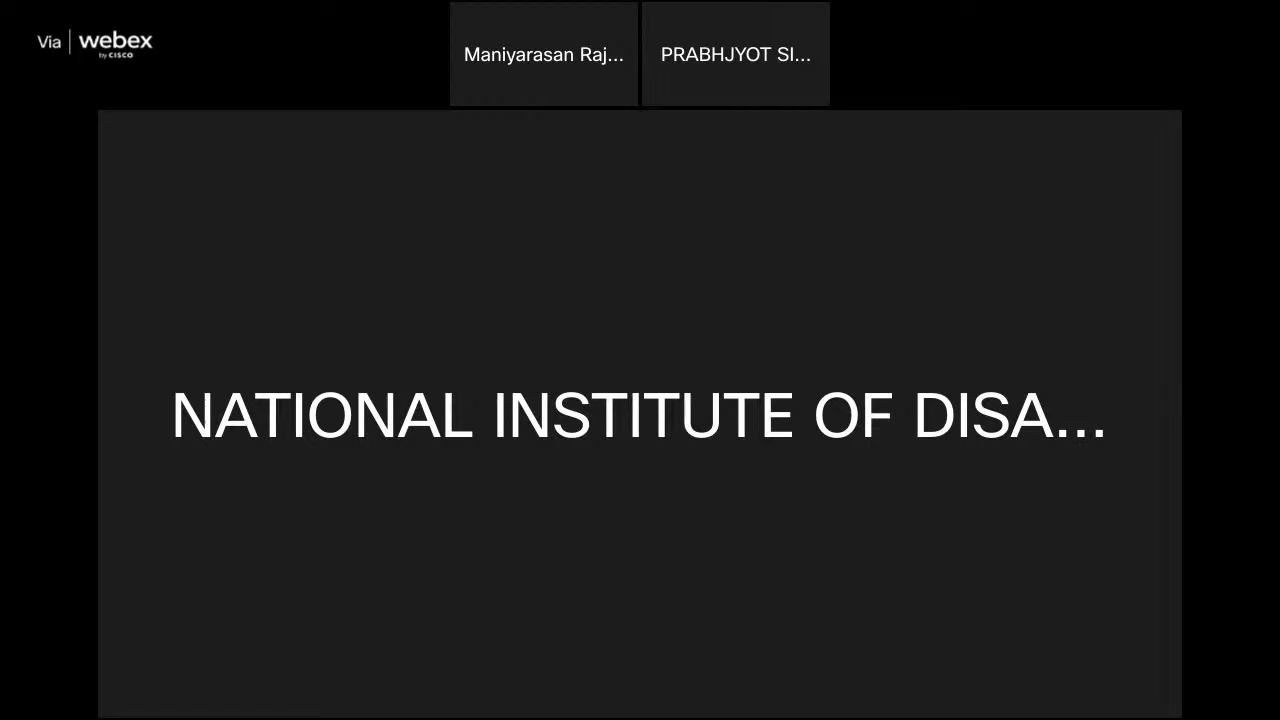 Via webex
by CISCO
Maniyarasan Raj...
PRABHJYOT SI...
NATIONAL INSTITUTE OF DISA...